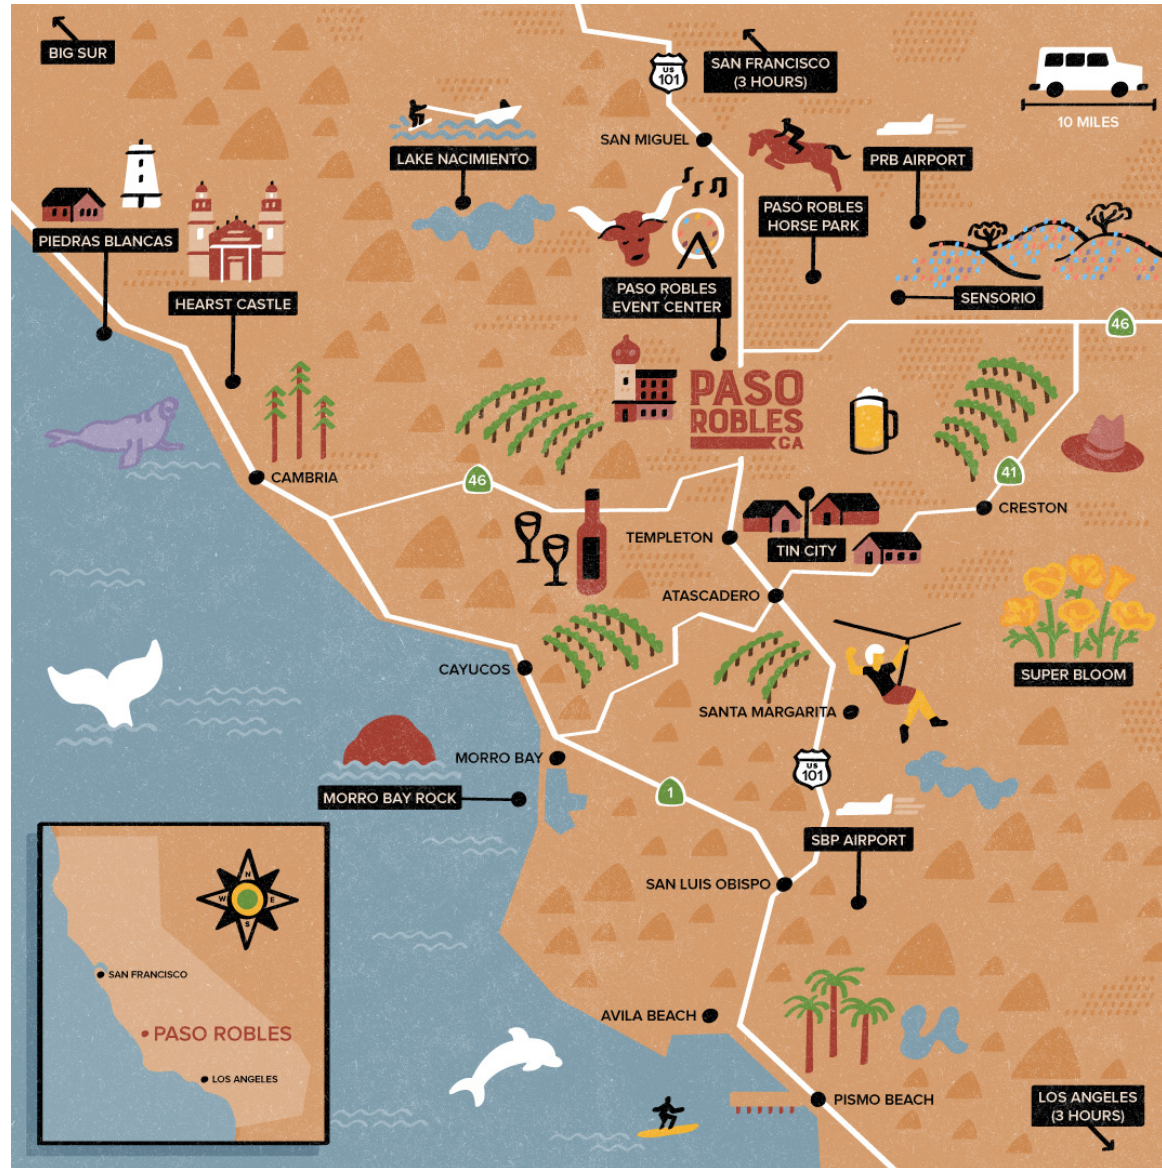 BIG SUR
US
101
SAN FRANCISCO
(3 HOURS)
10 MILES
SAN MIGUEL
LAKE NACIMIENTO
PRB AIRPORT
PASO ROBLES
HORSE PARK
PIEDRAS BLANCAS
HEARST CASTLE
PASO ROBLES
EVENT CENTER
SENSORIO
46
PASO
ROBLES
CA
CAMBRIA
46
41
CRESTON
TEMPLETON
TIN CITY
ATASCADERO
CAYUCOS
SUPER BLOOM
SANTA MARGARITA
MORRO BAY
US
101
MORRO BAY ROCK
1
SBP AIRPORT
SAN LUIS OBISPO
N
W
E
S
SAN FRANCISCO
PASO ROBLES
LOS ANGELES
AVILA BEACH
PISMO BEACH
LOS ANGELES
(3 HOURS)